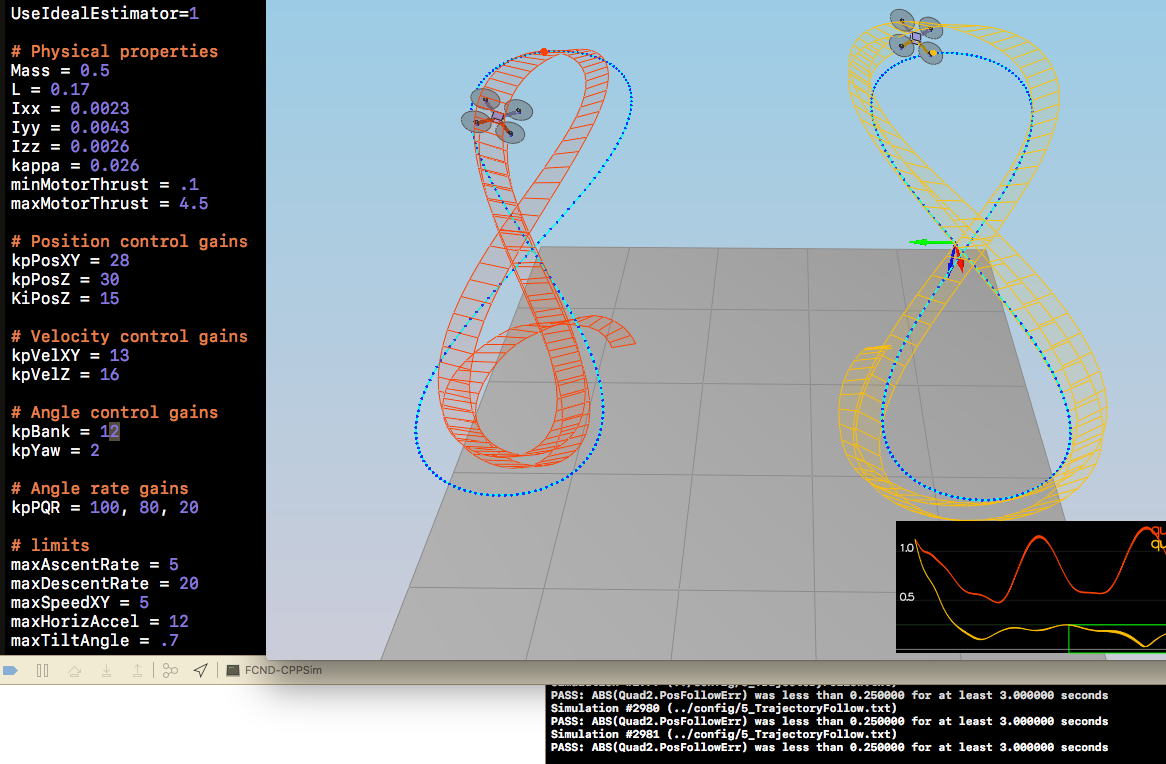 UseIdealEstimator=1
# Physical properties
Mass = 0.5
L = 0.17
Ixx = 0.0023
Iyy = 0.0043
Izz = 0.0026
kappa = 0.026
minMotorThrust = .1
maxMotorThrust = 4.5
# Position control gains
kpPosXY = 28
kpPosZ = 30
KiPosZ = 15
# Velocity control gains
kpVelXY = 13
kpVelZ = 16
# Angle control gains
kpBank = 12
kpYaw = 2
# Angle rate gains
kpPQR = 100, 80, 20
# limits
maxAscentRate = 5
maxDescentRate = 20
maxSpeedXY = 5
maxHorizAccel = 12
maxTiltAngle = .7
1.0
0.5
qu
qu
FCND-CPPSim
PASS: ABS(Quad2.PosFollowErr) was less than 0.250000 for at least 3.000000 seconds
Simulation #2980 (../config/5_TrajectoryFollow.txt)
PASS: ABS(Quad2.PosFollowErr) was less than 0.250000 for at least 3.000000 seconds
Simulation #2981 (../config/5_TrajectoryFollow.txt)
PASS: ABS(Quad2.PosFollowErr) was less than 0.250000 for at least 3.000000 seconds